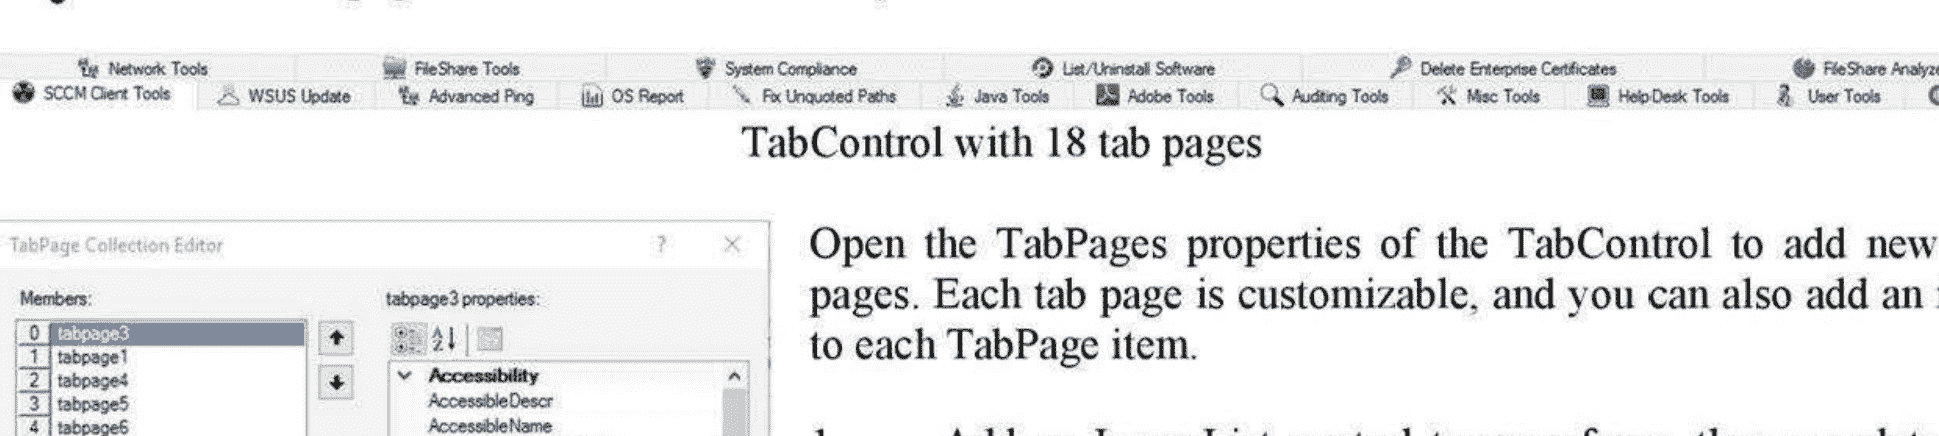 Network Tools FileShare Tools System Compliance List/Uninstall Software Delete Enterprise Certificates FileShare
SCCM Client Tools WSUS Update Advanced Ping OS Report Fix Unquoted Paths Java Tools Adobe Tools Auditing Tools Misc Tools HelpDesk Tools User Tools
TabControl with 18 tab pages
TabPage Collection Editor ?
Members:
tabpage3 properties:
0 tabpage3
1 tabpage1
2 tabpage4
3 tabpage5
4 tabpage6
Accessibility
AccessibleDescr
AccessibleName
Open the TabPages properties of the TabControl to add new
pages. Each tab page is customizable, and you can also add an
to each TabPage item.